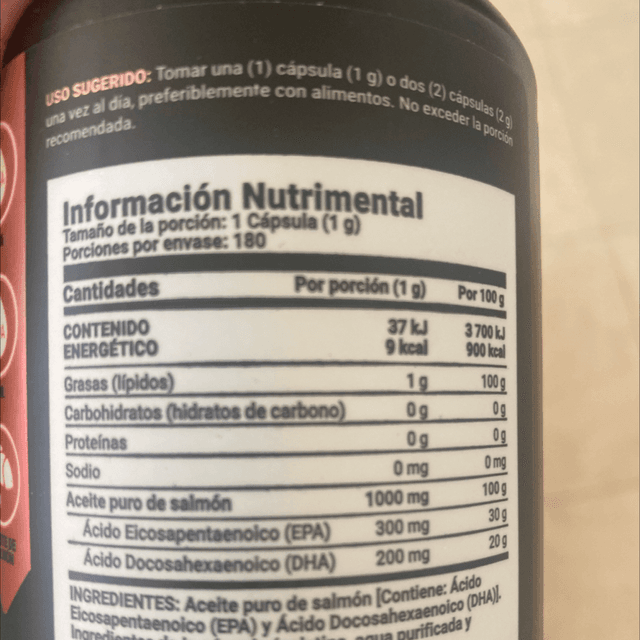 USO SUGERIDO: Tomar una (1) cápsula (1 g) o dos (2) cápsulas (2 g)
una vez al día, preferiblemente con alimentos. No exceder la porción
recomendada.
Información Nutrimental
Tamaño de la porción: 1 Cápsula (1 g)
Porciones por envase: 180
Cantidades Por porción (1 g) Por 100 g
CONTENIDO 37 kJ 3 700 kJ
ENERGÉTICO 9 kcal 900 kcal
Grasas (lípidos) 1 g 100 g
Carbohidratos (hidratos de carbono) 0 g 0 g
Proteínas 0 g 0 g
Sodio 0 mg 0 mg
Aceite puro de salmón 1000 mg 100 g
Ácido Eicosapentaenoico (EPA) 300 mg 30 g
Ácido Docosahexaenoico (DHA) 200 mg 20 g
INGREDIENTES: Aceite puro de salmón [Contiene: Ácido
Eicosapentaenoico (EPA) y Ácido Docosahexaenoico (DHA)],
agua purificada y